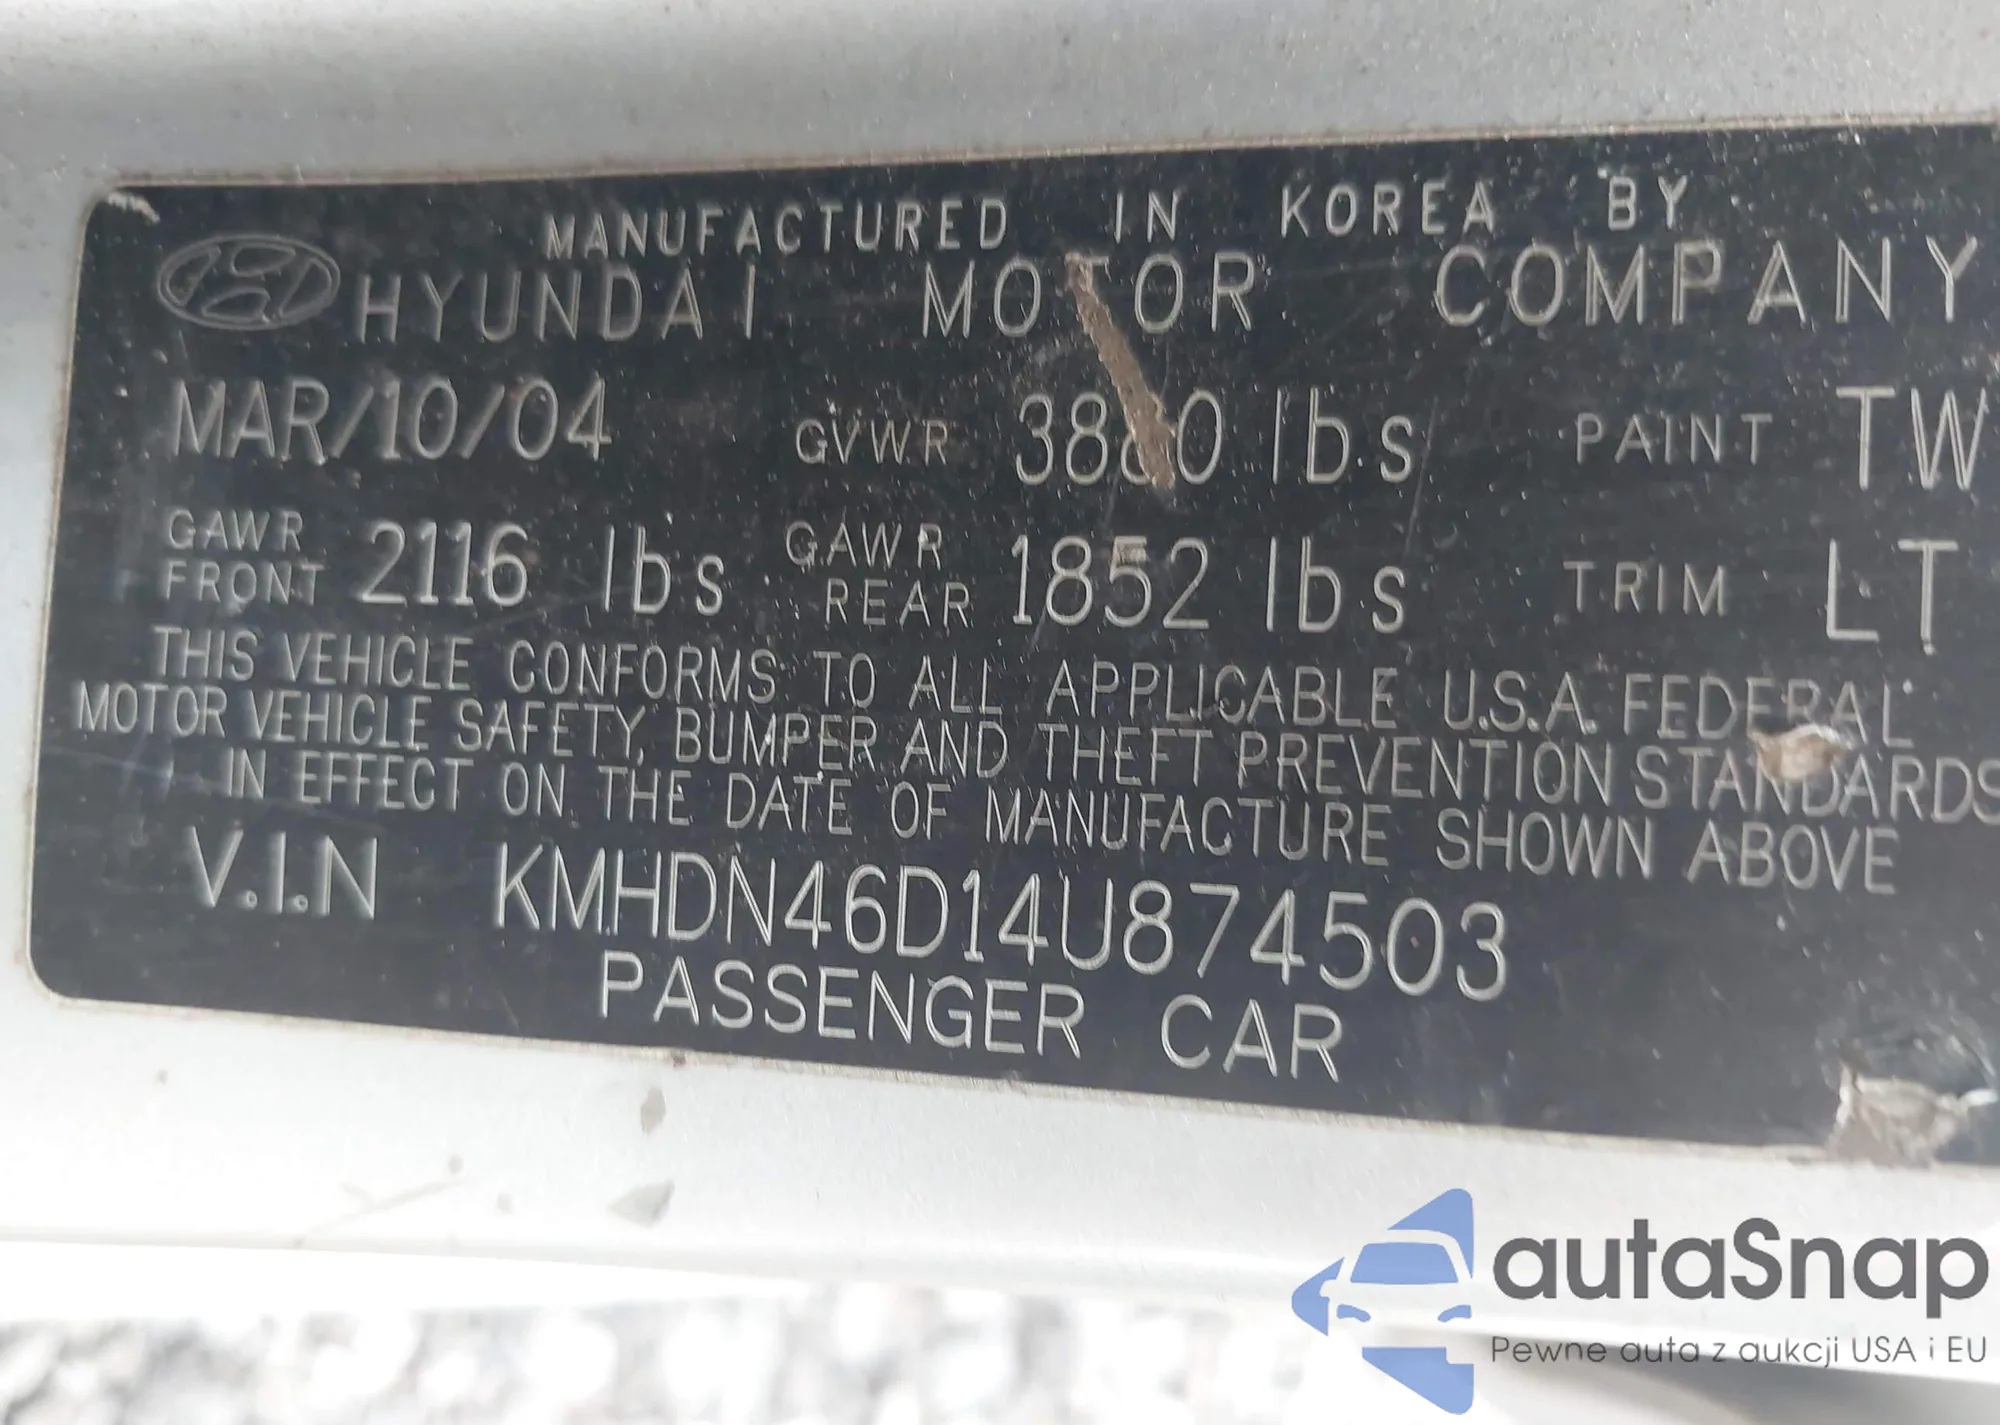 MANUFACTURED IN KOREA BY
HYUNDAI MOTOR COMPANY
MAR/10/04 GVWR 3880 lbs PAINT TW
GAWR FRONT 2116 lbs GAWR REAR 1852 lbs TRIM LT
THIS VEHICLE CONFORMS TO ALL APPLICABLE U.S.A. FEDERAL
MOTOR VEHICLE SAFETY, BUMPER AND THEFT PREVENTION STANDARDS
IN EFFECT ON THE DATE OF MANUFACTURE SHOWN ABOVE
V.I.N KMHDN46D14U874503
PASSENGER CAR
autaSnap
Pewne auta z aukcji USA i EU